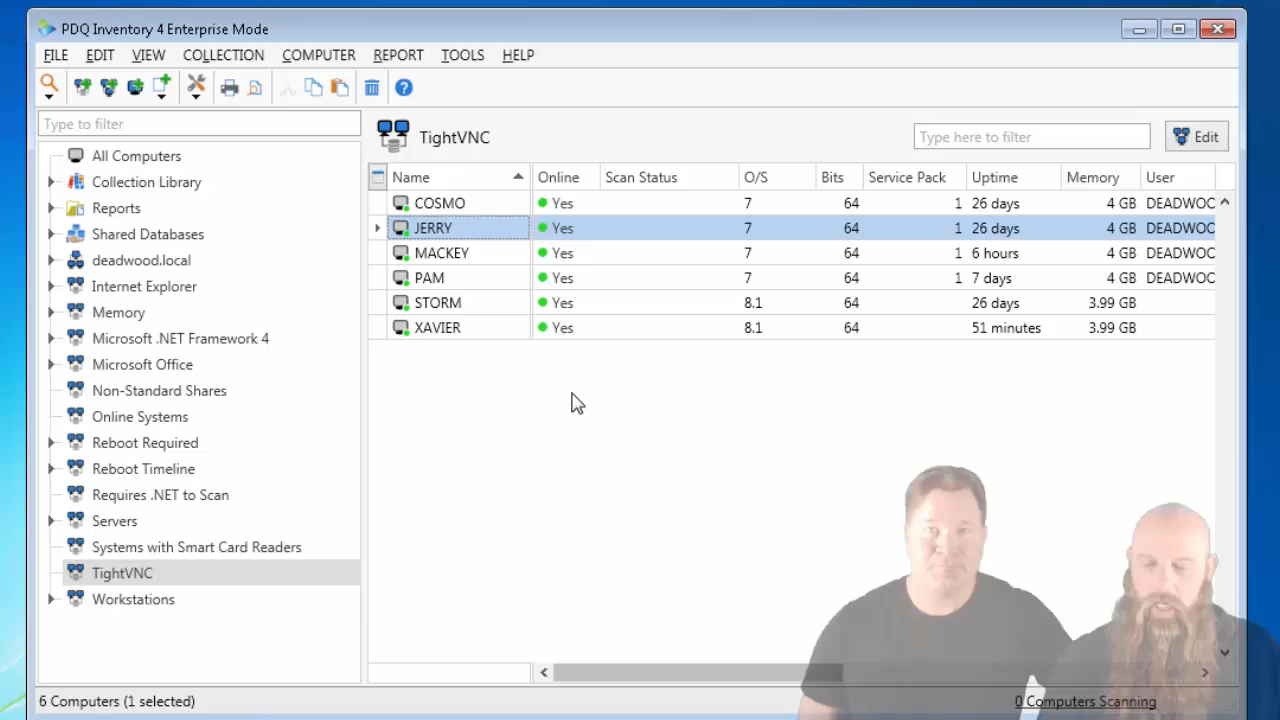 PDQ Inventory 4 Enterprise Mode
FILE EDIT VIEW COLLECTION COMPUTER REPORT TOOLS HELP
Type to filter
All Computers
Collection Library
Reports
Shared Databases
deadwood.local
Internet Explorer
Memory
Microsoft .NET Framework 4
Microsoft Office
Non-Standard Shares
Online Systems
Reboot Required
Reboot Timeline
Requires .NET to Scan
Servers
Systems with Smart Card Readers
TightVNC
Workstations
TightVNC
Type here to filter
Edit
Name Online Scan Status O/S Bits Service Pack Uptime Memory User
COSMO Yes 7 64 1 26 days 4 GB DEADWOC
JERRY Yes 7 64 1 26 days 4 GB DEADWOC
MACKEY Yes 7 64 1 6 hours 4 GB DEADWOC
PAM Yes 7 64 1 7 days 4 GB DEADWOC
STORM Yes 8.1 64 26 days 3.99 GB
XAVIER Yes 8.1 64 51 minutes 3.99 GB
6 Computers (1 selected)
0 Computers Scanning